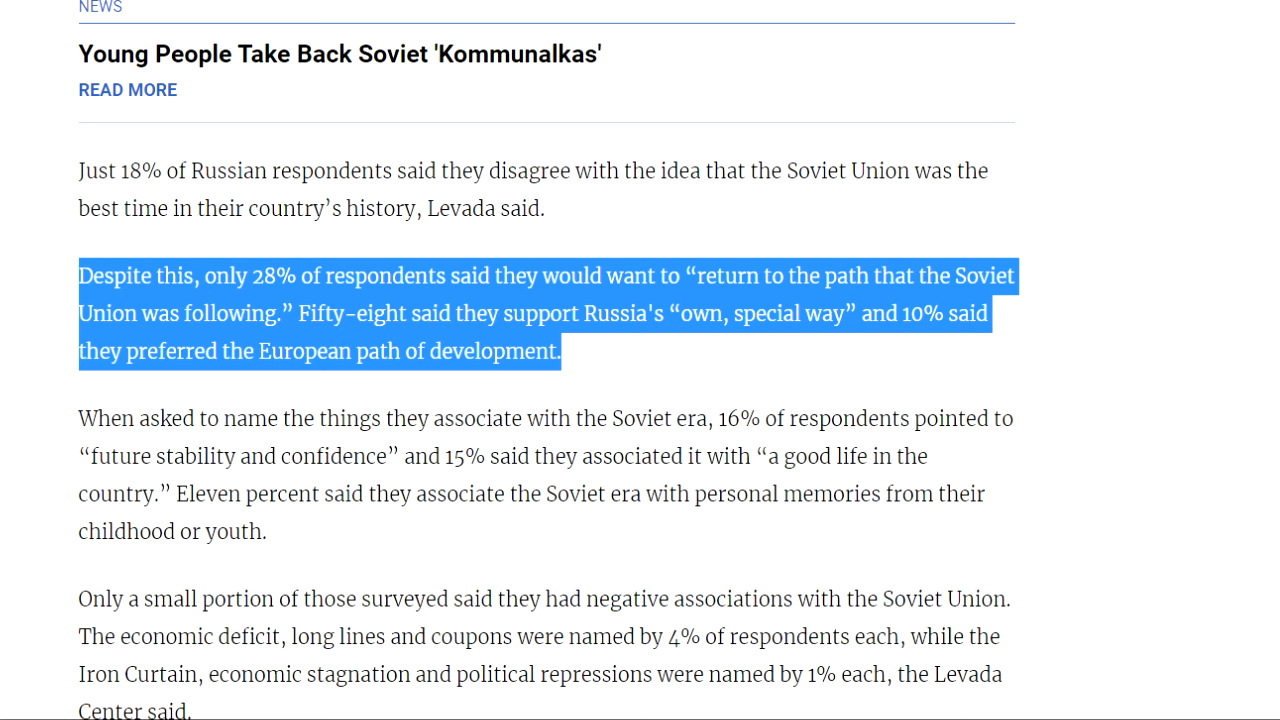 NEWS
Young People Take Back Soviet 'Kommunalkas'
READ MORE
Just 18% of Russian respondents said they disagree with the idea that the Soviet Union was the
best time in their country’s history, Levada said.
Despite this, only 28% of respondents said they would want to “return to the path that the Soviet
Union was following.” Fifty-eight said they support Russia's “own, special way” and 10% said
they preferred the European path of development.
When asked to name the things they associate with the Soviet era, 16% of respondents pointed to
“future stability and confidence” and 15% said they associated it with “a good life in the
country.” Eleven percent said they associate the Soviet era with personal memories from their
childhood or youth.
Only a small portion of those surveyed said they had negative associations with the Soviet Union.
The economic deficit, long lines and coupons were named by 4% of respondents each, while the
Iron Curtain, economic stagnation and political repressions were named by 1% each, the Levada
Center said.